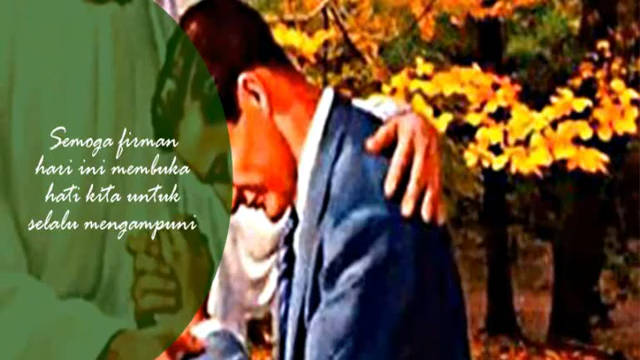 Semoga firman
hari ini membuka
hati kita untuk
selalu mengampuni